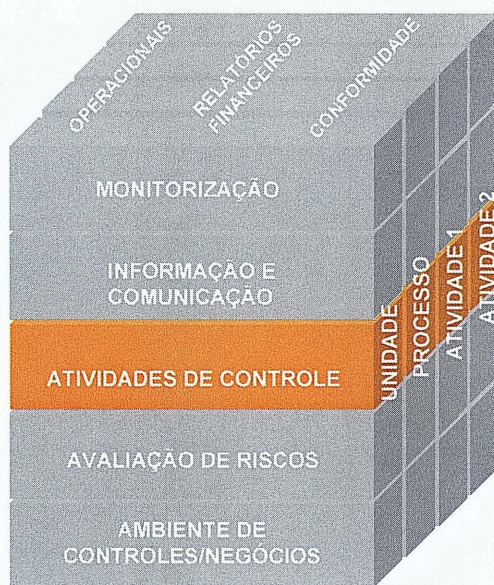 OPERACIONAIS
RELATÓRIOS
FINANCEIROS
CONFORMIDADE
MONITORIZAÇÃO
INFORMAÇÃO E
COMUNICAÇÃO
ATIVIDADES DE CONTROLE
AVALIAÇÃO DE RISCOS
AMBIENTE DE
CONTROLES/NEGÓCIOS
UNIDADE
PROCESSO
ATIVIDADE 1
ATIVIDADE 2